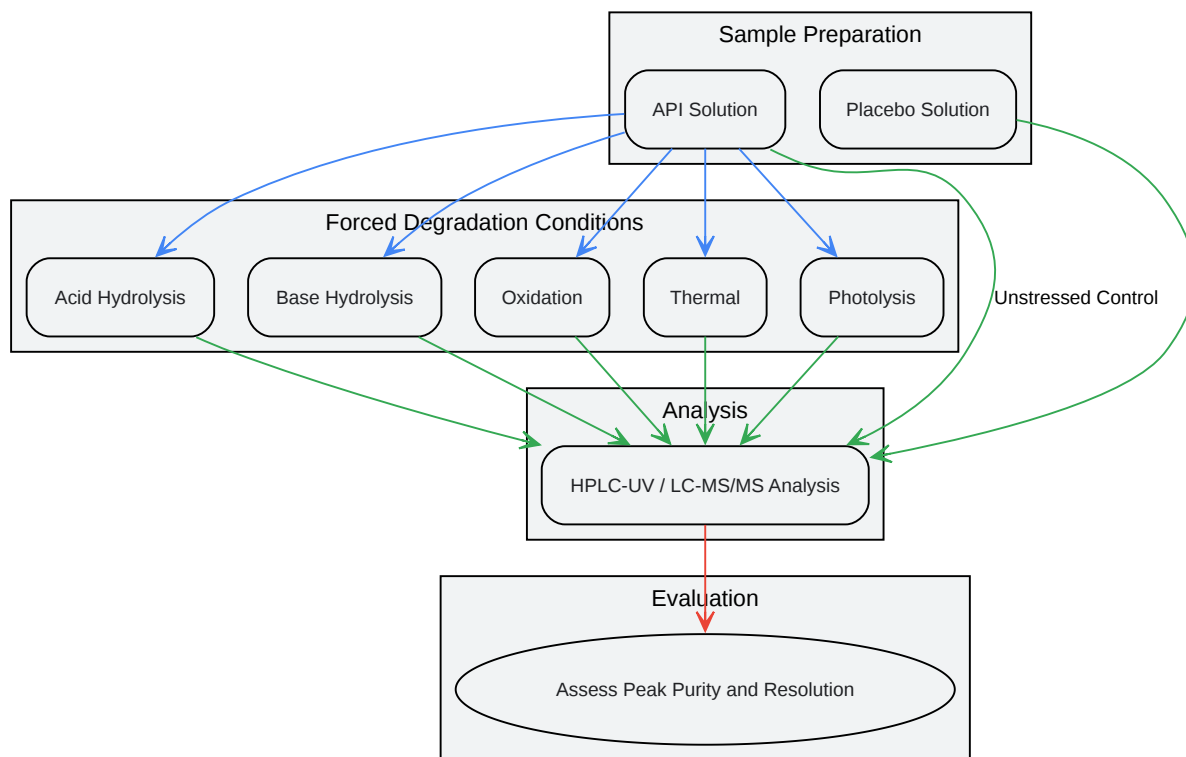 Sample Preparation
API Solution
Placebo Solution
Forced Degradation Conditions
Acid Hydrolysis
Base Hydrolysis
Oxidation
Thermal
Photolysis
Unstressed Control
Analysis
HPLC-UV / LC-MS/MS Analysis
Evaluation
Assess Peak Purity and Resolution